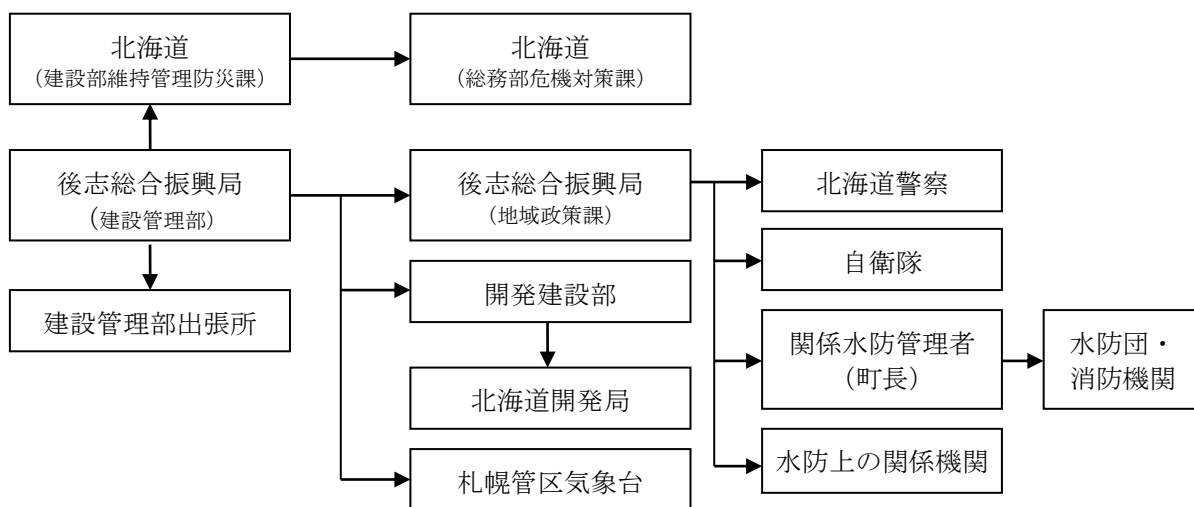 北海道
（建設部維持管理防災課）
北海道
（総務部危機対策課）
後志総合振興局
（建設管理部）
後志総合振興局
（地域政策課）
北海道警察
自衛隊
開発建設部
建設管理部出張所
関係水防管理者
（町長）
水防団・
消防機関
北海道開発局
水防上の関係機関
札幌管区気象台